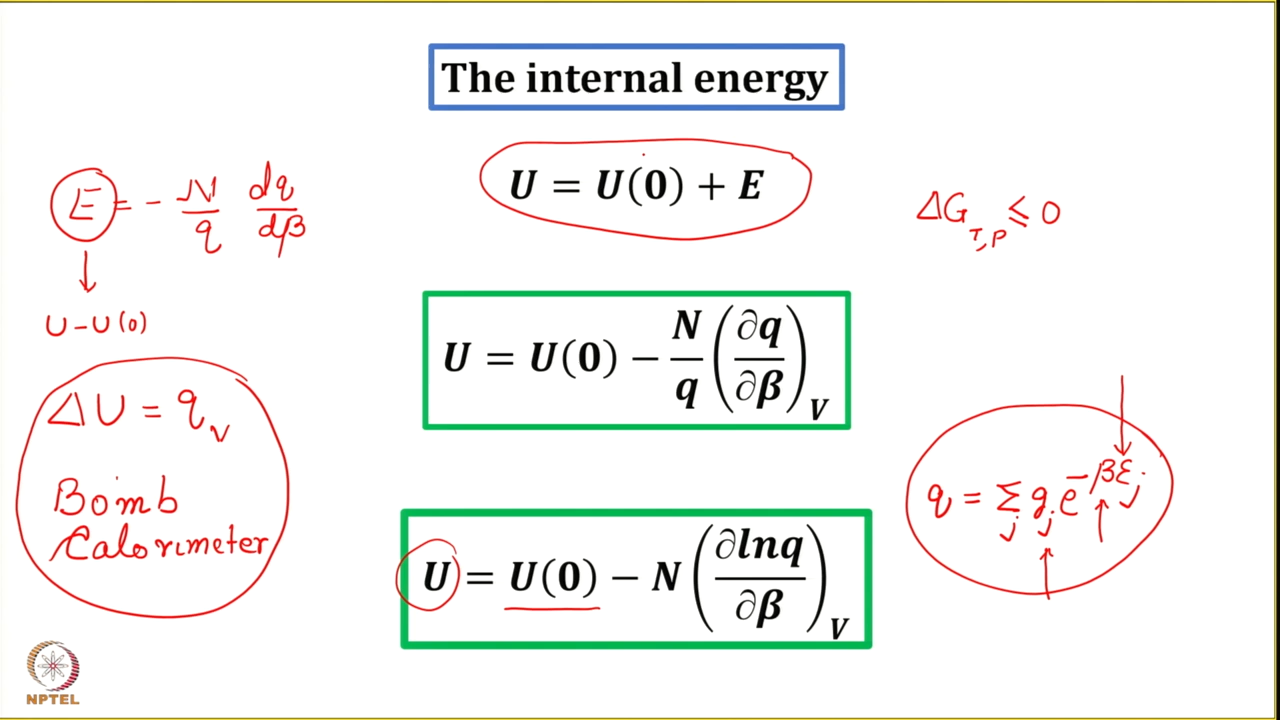 The internal energy
U = U(0) + E
E = - N/q dq/dβ
U - U(0)
ΔG_T,P ≤ 0
U = U(0) - N/q (∂q/∂β)_V
ΔU = q_v
Bomb
Calorimeter
q = Σ_j g_j e^-βε_j
U = U(0) - N (∂lnq/∂β)_V
NPTEL